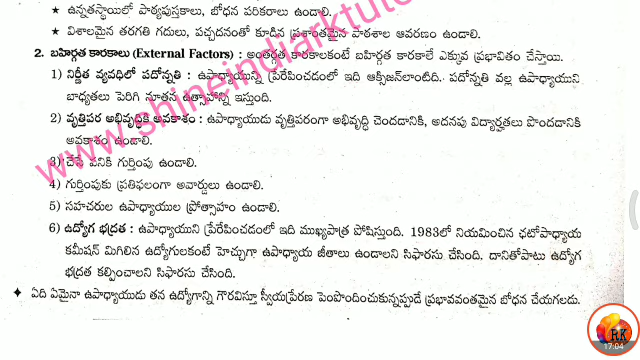 ★ ఉన్నతస్థాయిలో పాఠ్యపుస్తకాలు, బోధన పరికరాలు ఉండాలి.
★ విశాలమైన తరగతి గదులు, పచ్చదనంతో కూడిన ప్రశాంతమైన పాఠశాల ఆవరణం ఉండాలి.
2. బహిర్గత కారకాలు (External Factors) : అంతర్గత కారకాలకంటే బహిర్గత కారకాలే ఎక్కువ ప్రభావితం చేస్తాయి.
1) నిర్ణీత వ్యవధిలో పదోన్నతి : ఉపాధ్యాయున్ని ప్రేరేపించడంలో ఇది ఆక్సిజన్‌లాంటిది. పదోన్నతి వల్ల ఉపాధ్యాయుని
బాధ్యతలు పెరిగి నూతన ఉత్సాహాన్ని ఇస్తుంది.
2) వృత్తిపర అభివృద్ధికి అవకాశం : ఉపాధ్యాయుడు వృత్తిపరంగా అభివృద్ధి చెందడానికి, అదనపు విద్యార్హతలు పొందడానికి
అవకాశం ఉండాలి.
3) చేసే పనికి గుర్తింపు ఉండాలి.
4) గుర్తింపుకు ప్రతిఫలంగా అవార్డులు ఉండాలి.
5) సహచరుల ఉపాధ్యాయుల ప్రోత్సాహం ఉండాలి.
6) ఉద్యోగ భద్రత : ఉపాధ్యాయుని ప్రేరేపించడంలో ఇది ముఖ్యపాత్ర పోషిస్తుంది. 1983లో నియమించిన ఛటోపాధ్యాయ
కమీషన్ మిగిలిన ఉద్యోగులకంటే హెచ్చుగా ఉపాధ్యాయ జీతాలు ఉండాలని సిఫారసు చేసింది. దానితోపాటు ఉద్యోగ
భద్రత కల్పించాలని సిఫారసు చేసింది.
✦ ఏది ఏమైనా ఉపాధ్యాయుడు తన ఉద్యోగాన్ని గౌరవిస్తూ స్వీయప్రేరణ పెంపొందించుకున్నప్పుడే ప్రభావవంతమైన బోధన చేయగలడు.
www.shineindiarktuto
RK
17:04